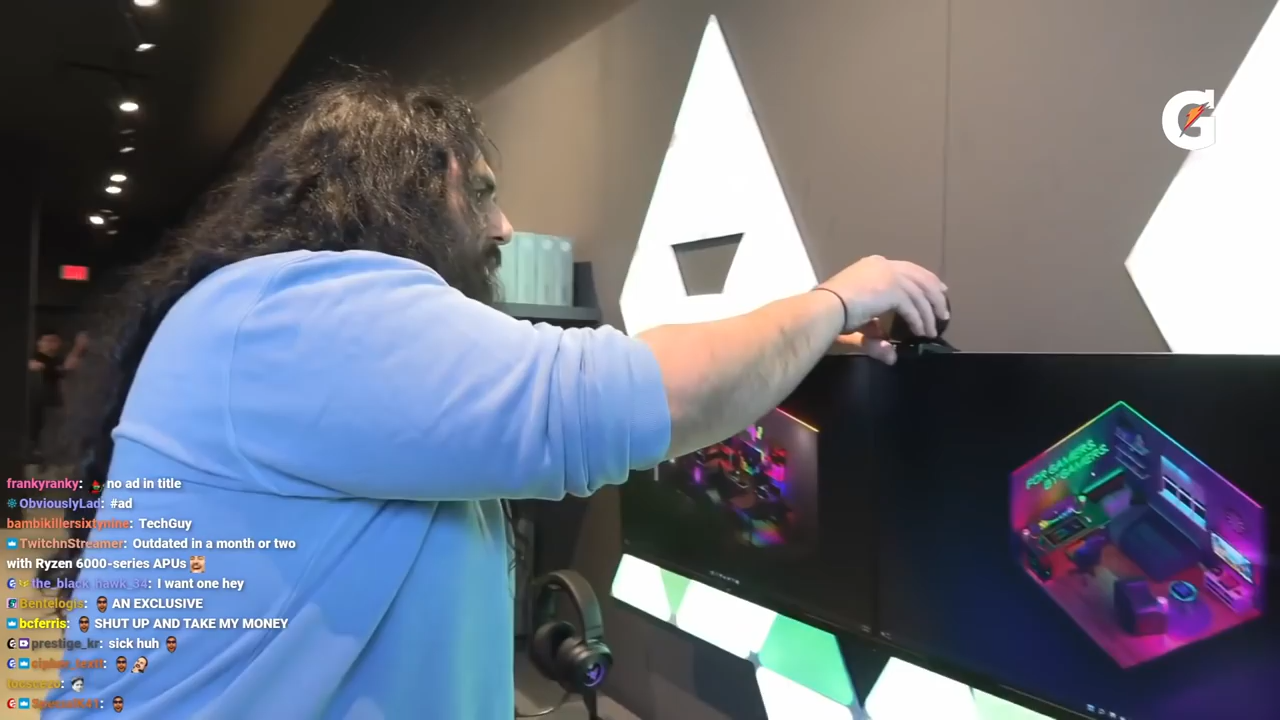 G
FOR GAMERS.
BY GAMERS.
frankyranky: no ad in title
ObviouslyLad: #ad
bambikillersixtynine: TechGuy
TwitchnStreamer: Outdated in a month or two
with Ryzen 6000-series APUs
the_black_hawk_34: I want one hey
Bentelogis: AN EXCLUSIVE
bcferris: SHUT UP AND TAKE MY MONEY
prestige_kr: sick huh